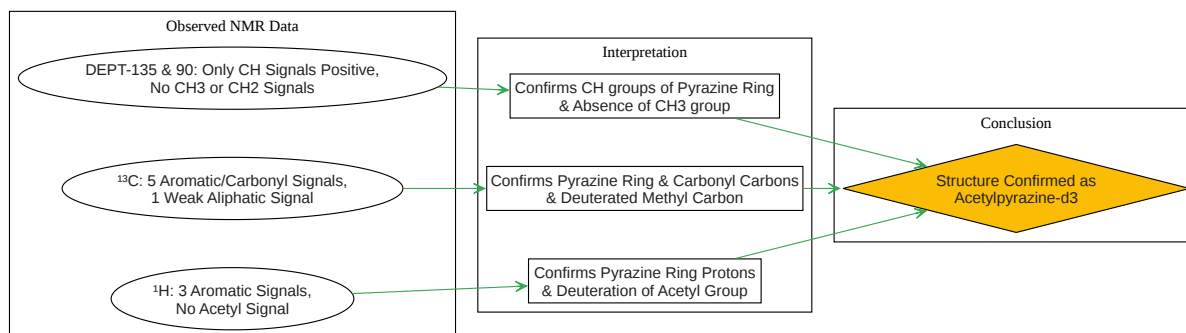 Observed NMR Data
DEPT-135 & 90: Only CH Signals Positive,
No CH3 or CH2 Signals
¹³C: 5 Aromatic/Carbonyl Signals,
1 Weak Aliphatic Signal
¹H: 3 Aromatic Signals,
No Acetyl Signal
Interpretation
Confirms CH groups of Pyrazine Ring
& Absence of CH3 group
Confirms Pyrazine Ring & Carbonyl Carbons
& Deuterated Methyl Carbon
Confirms Pyrazine Ring Protons
& Deuteration of Acetyl Group
Conclusion
Structure Confirmed as
Acetylpyrazine-d3